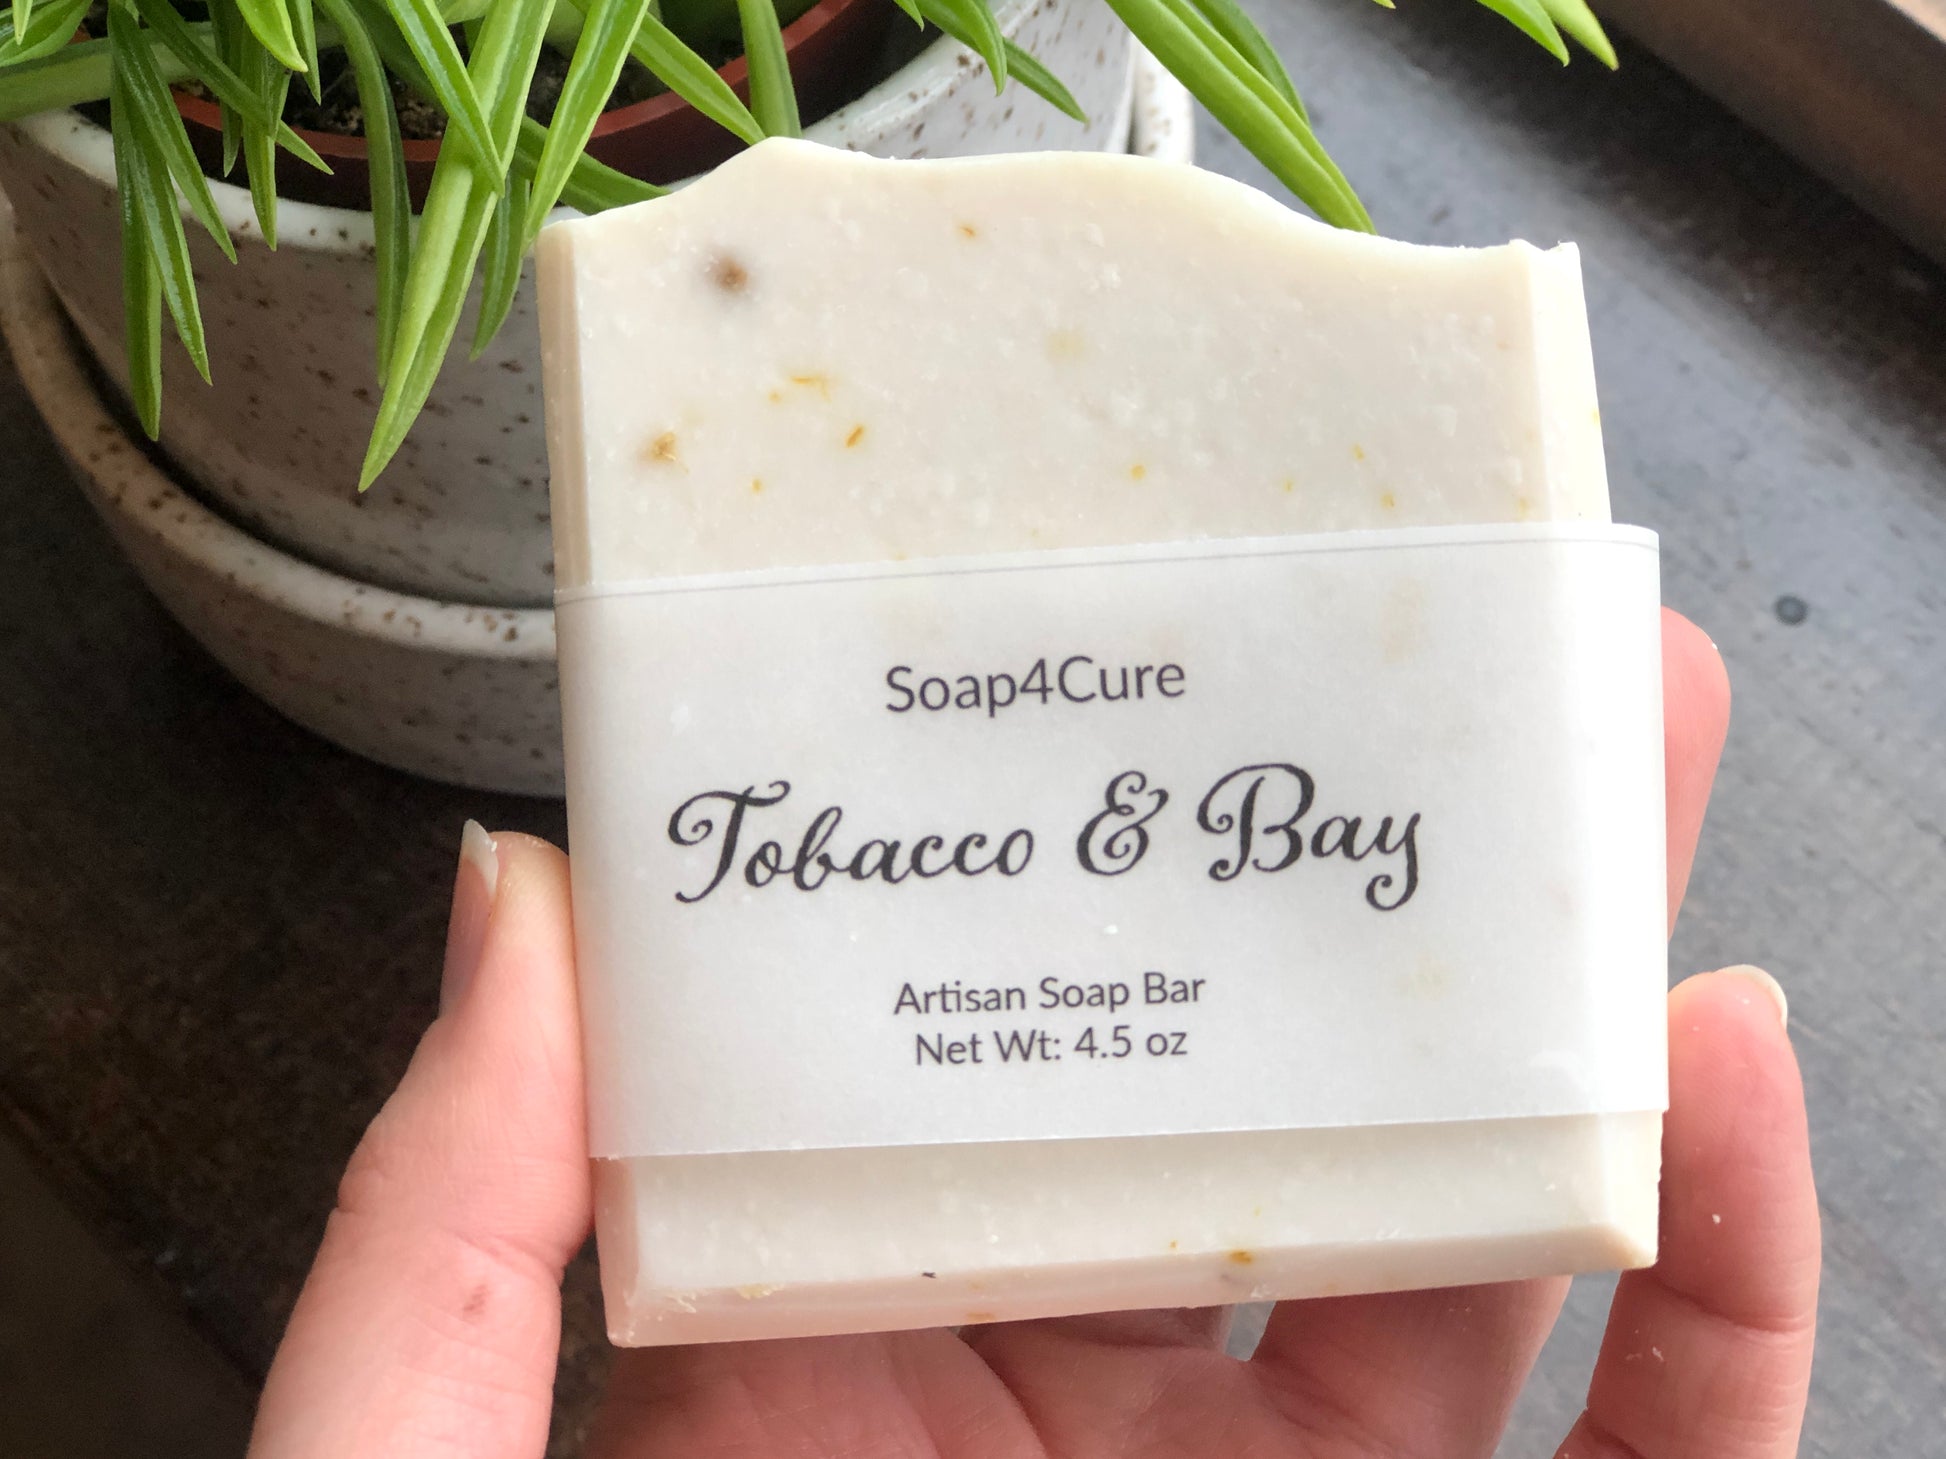 Soap4Cure
Tobacco & Bay
Artisan Soap Bar
Net Wt: 4.5 oz